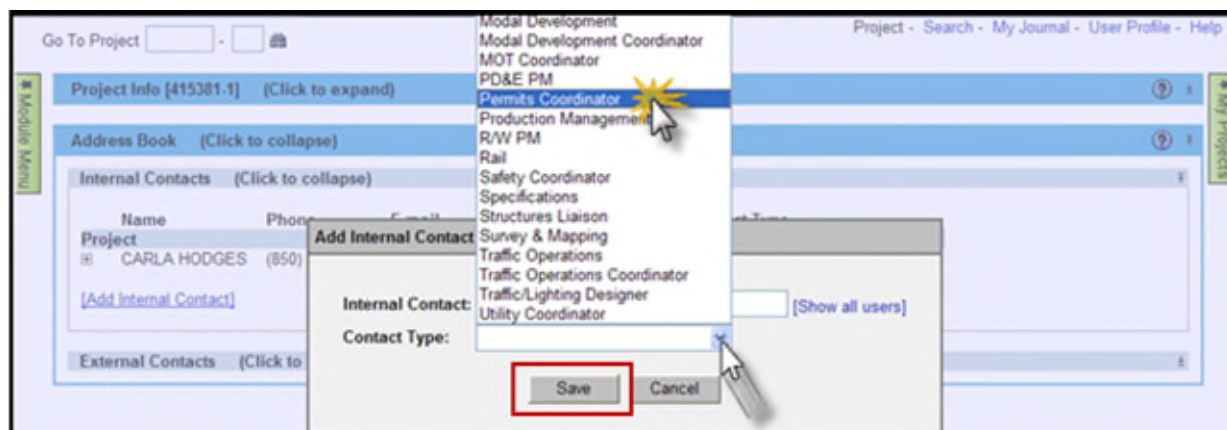 Modal Development
Go To Project - Project - Search - My Journal - User Profile - Help
Modal Development Coordinator
MOT Coordinator
PD&E PM
Project Info [415381-1] (Click to expand)
Permits Coordinator
Production Management
Address Book (Click to collapse)
R/W PM
Rail
Internal Contacts (Click to collapse)
Safety Coordinator
Specifications
Name Phone E-mail Type
Structures Liaison
Project
Add Internal Contact
Survey & Mapping
CARLA HODGES (850)
Traffic Operations
Traffic Operations Coordinator
[Add Internal Contact]
Traffic/Lighting Designer
Internal Contact: [Show all users]
Utility Coordinator
Contact Type:
External Contacts (Click to
Save Cancel
Module Menu
My Projects